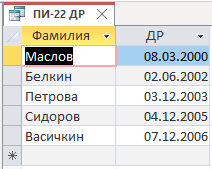 ПИ-22 ДР
Фамилия ДР
Маслов 08.03.2000
Белкин 02.06.2002
Петрова 03.12.2003
Сидоров 04.12.2005
Васичкин 07.12.2006